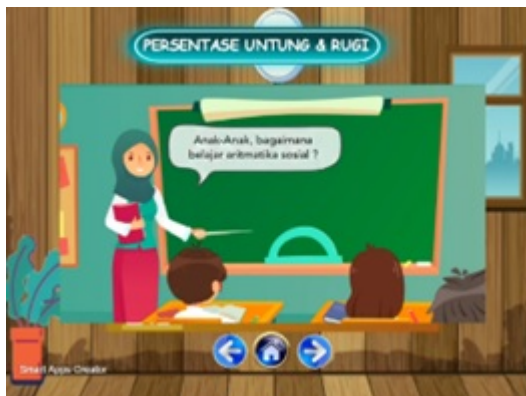 PERSENTASE UNTUNG & RUGI
Anak-Anak, bagaimana
belajar aritmatika sosial ?
Smart Apps Creator